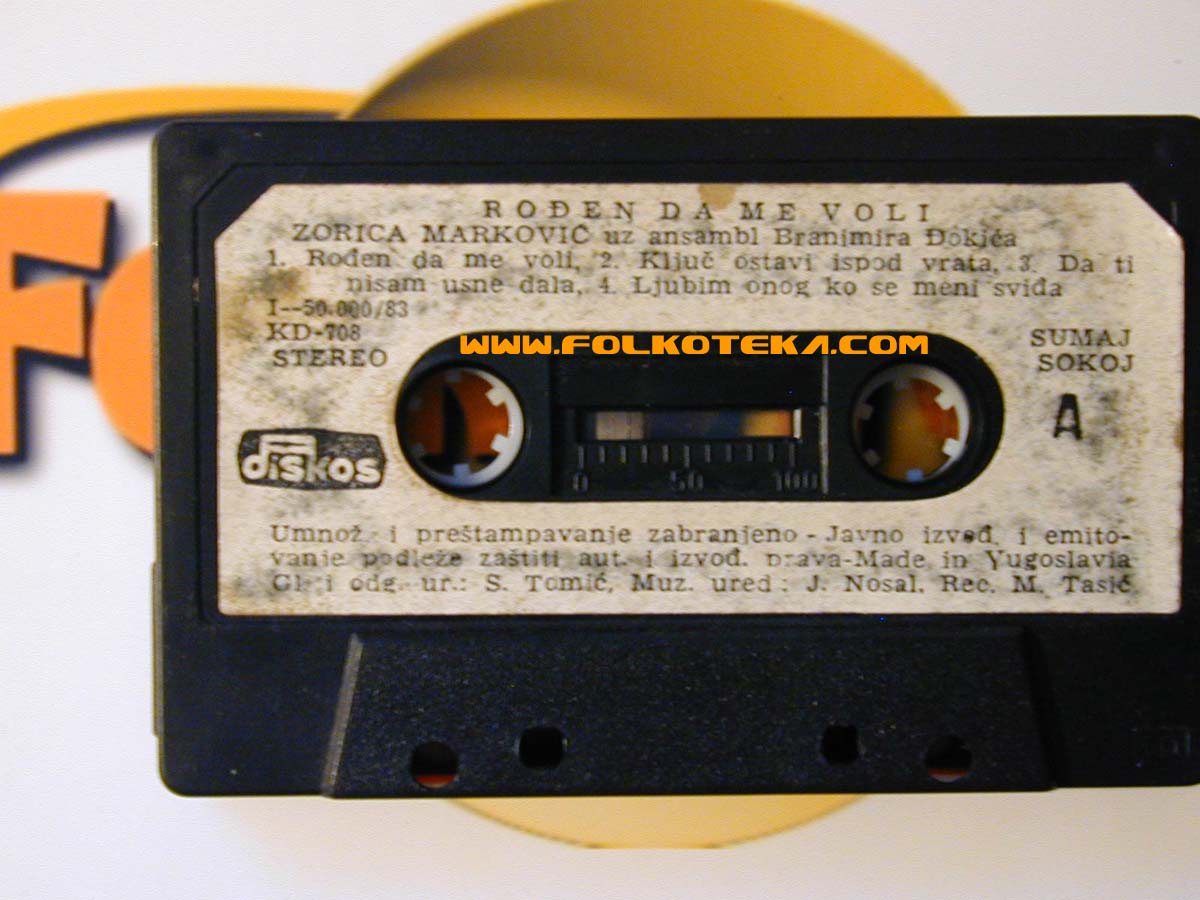 ROĐEN DA ME VOLI
ZORICA MARKOVIĆ uz ansambl Branimira Đokića
1. Rođen da me voli, 2. Ključ ostavi ispod vrata, 3. Da ti
nisam usne dala, 4. Ljubim onog ko se meni sviđa
I--50.000/83
KD-708
STEREO
SUMAJ
SOKOJ
WWW.FOLKOTEKA.COM
A
diskos
0 50 100
Umnož. i preštampavanje zabranjeno - Javno izvođ. i emito-
vanje podleže zaštiti aut. i izvođ. prava-Made in Yugoslavia
Gl. i odg. ur.: S. Tomić, Muz. ured.: J. Nosal, Rec. M. Tasić